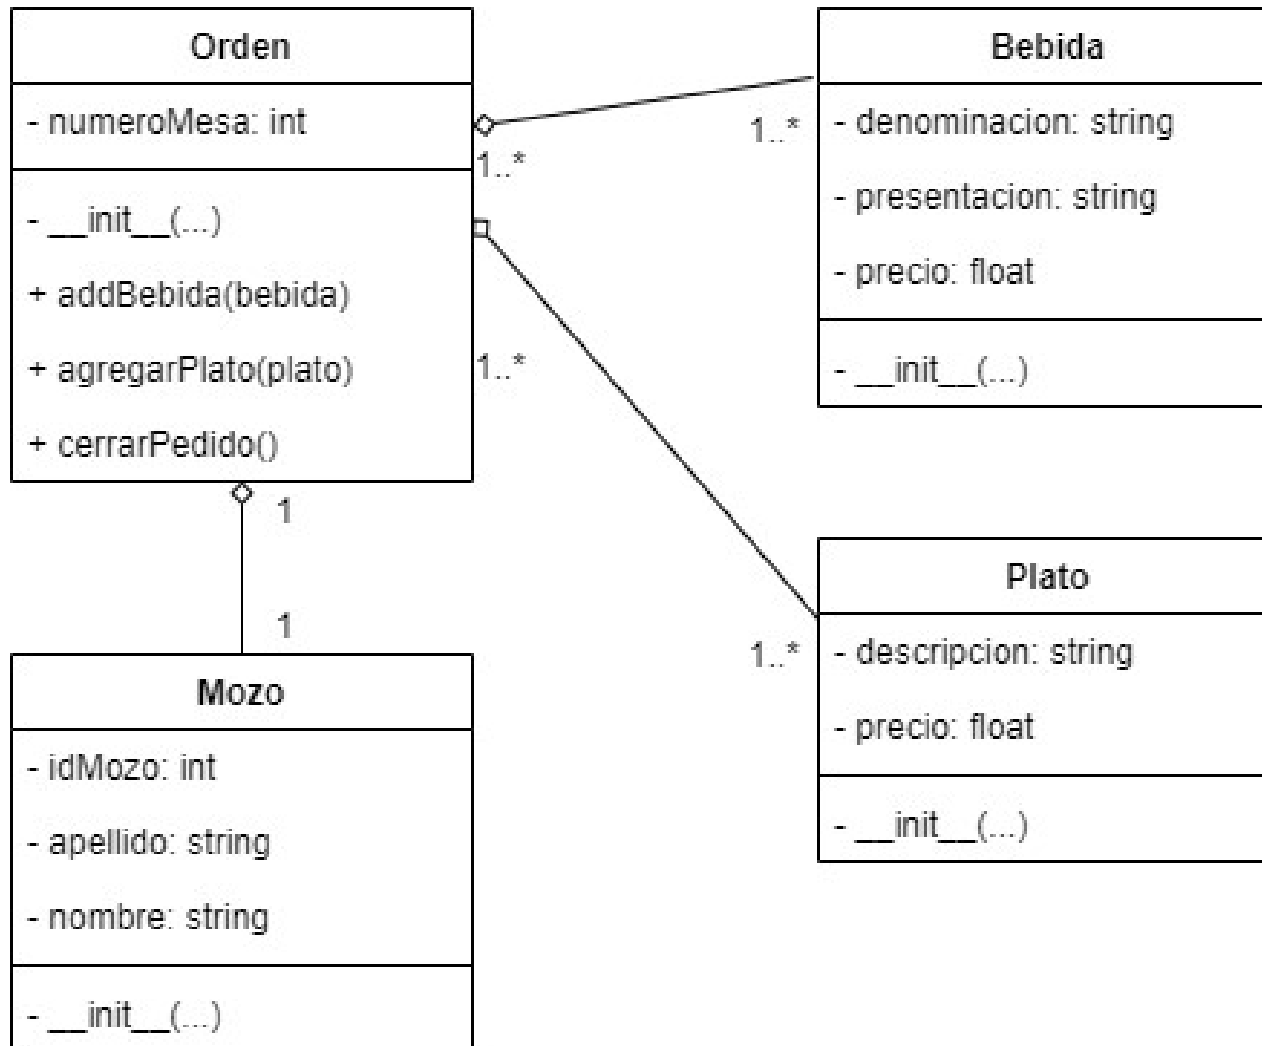 Orden
- numeroMesa: int
- __init__(...)
+ addBebida(bebida)
+ agregarPlato(plato)
+ cerrarPedido()
1..*
1..*
1..*
1..*
1
1
Bebida
- denominacion: string
- presentacion: string
- precio: float
- __init__(...)
Plato
- descripcion: string
- precio: float
- __init__(...)
Mozo
- idMozo: int
- apellido: string
- nombre: string
- __init__(...)